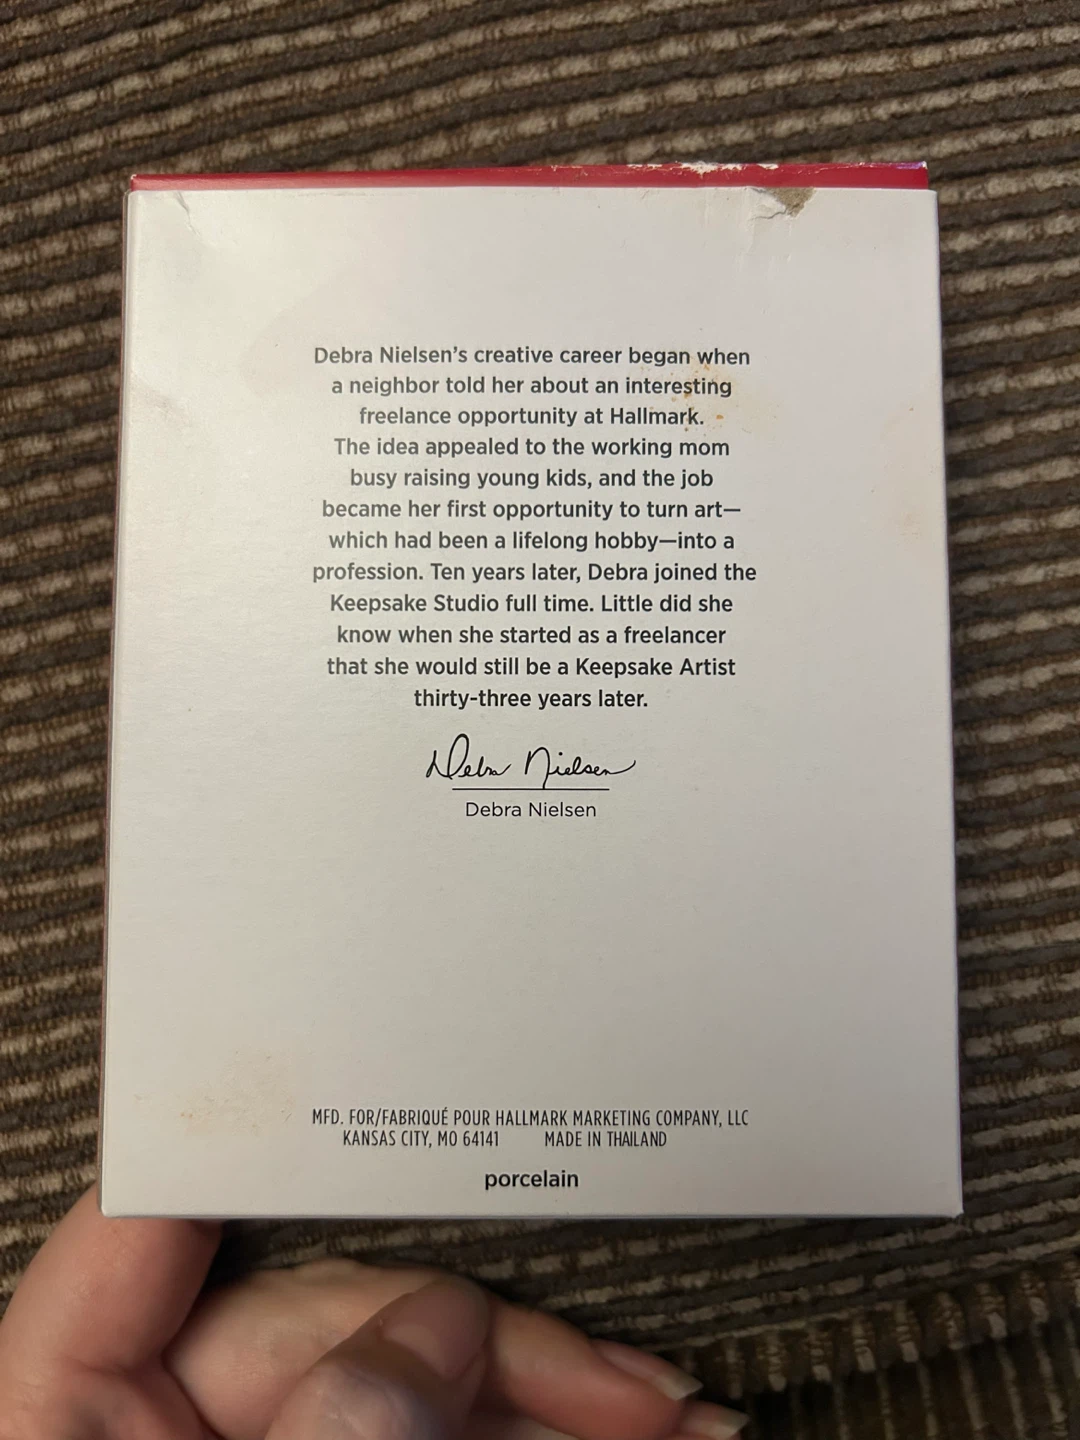 Debra Nielsen's creative career began when
a neighbor told her about an interesting
freelance opportunity at Hallmark.
The idea appealed to the working mom
busy raising young kids, and the job
became her first opportunity to turn art—
which had been a lifelong hobby—into a
profession. Ten years later, Debra joined the
Keepsake Studio full time. Little did she
know when she started as a freelancer
that she would still be a Keepsake Artist
thirty-three years later.
Debra Nielsen
Debra Nielsen
MFD. FOR/FABRIQUÉ POUR HALLMARK MARKETING COMPANY, LLC
KANSAS CITY, MO 64141 MADE IN THAILAND
porcelain